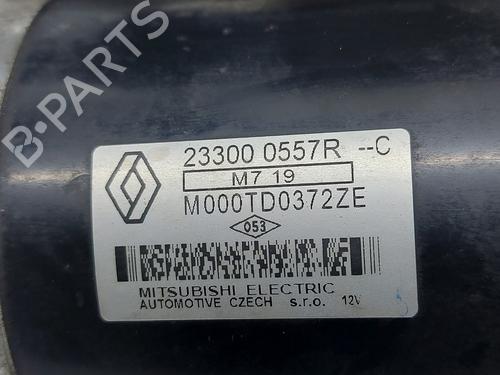 23300 0557R --C
M7 19
M000TD0372ZE
053
MITSUBISHI ELECTRIC
AUTOMOTIVE CZECH s.r.o. 12V
B-PARTS